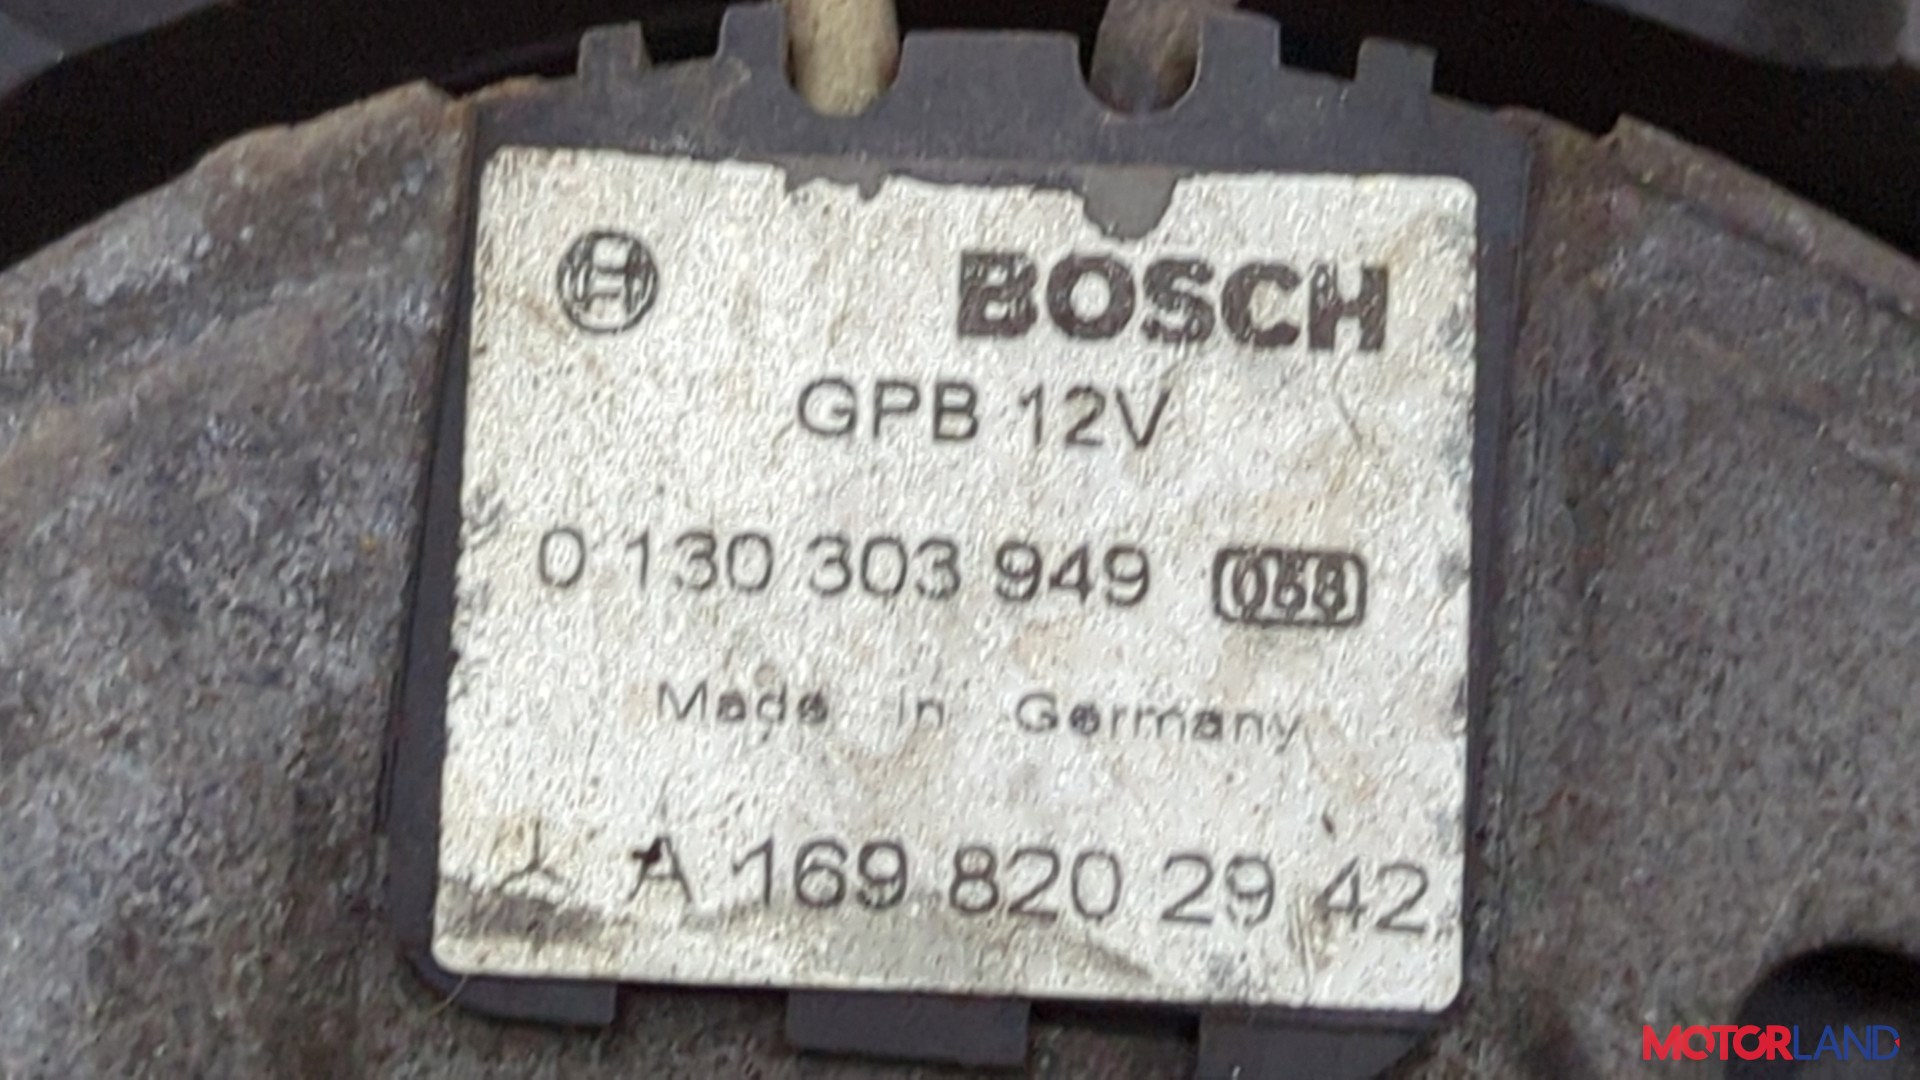 BOSCH
GPB 12V
0 130 303 949
Made in Germany
A 169 820 29 42
MOTORLAND